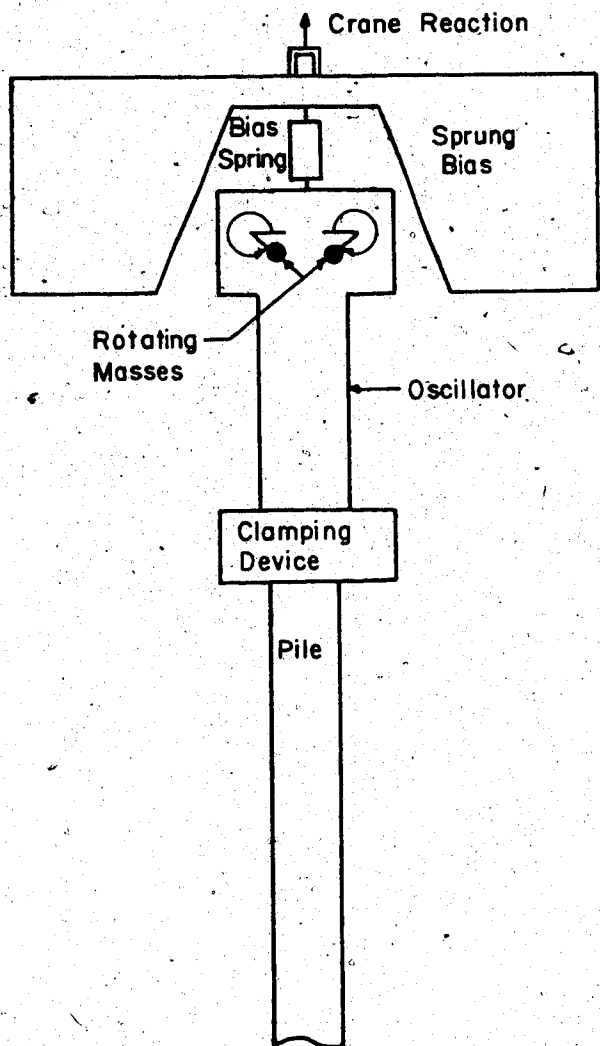 Crane Reaction
Bias
Spring
Sprung
Bias
Rotating
Masses
Oscillator
Clamping
Device
Pile